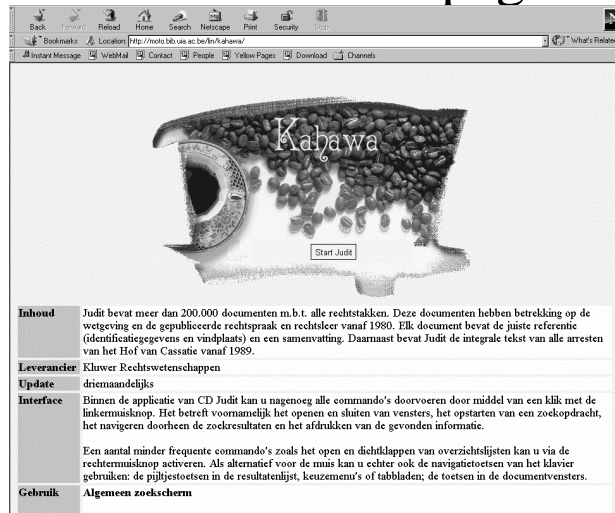 Back Forward Reload Home Search Netscape Print Security Stop
Bookmarks Location: http://moto.bib.uia.ac.be/lin/kahawa/ What's Relate
Instant Message WebMail Contact People Yellow Pages Download Channels
Kahawa
Start Judit
Inhoud
Judit bevat meer dan 200.000 documenten m.b.t. alle rechtstakken. Deze documenten hebben betrekking op de
wetgeving en de gepubliceerde rechtspraak en rechtsleer vanaf 1980. Elk document bevat de juiste referentie
(identificatiegegevens en vindplaats) en een samenvatting. Daarnaast bevat Judit de integrale tekst van alle arresten
van het Hof van Cassatie vanaf 1989.
Leverancier Kluwer Rechtswetenschappen
Update driemaandelijks
Interface
Binnen de applicatie van CD Judit kan u nagenoeg alle commando's doorvoeren door middel van een klik met de
linkermuisknop. Het betreft voornamelijk het openen en sluiten van vensters, het opstarten van een zoekopdracht,
het navigeren doorheen de zoekresultaten en het afdrukken van de gevonden informatie.
Een aantal minder frequente commando's zoals het open en dichtklappen van overzichtslijsten kan u via de
rechtermuisknop activeren. Als alternatief voor de muis kan u echter ook de navigatietoetsen van het klavier
gebruiken: de pijltjestoetsen in de resultatenlijst, keuzemenu's of tabbladen; de toetsen in de documentvensters.
Gebruik Algemeen zoekscherm